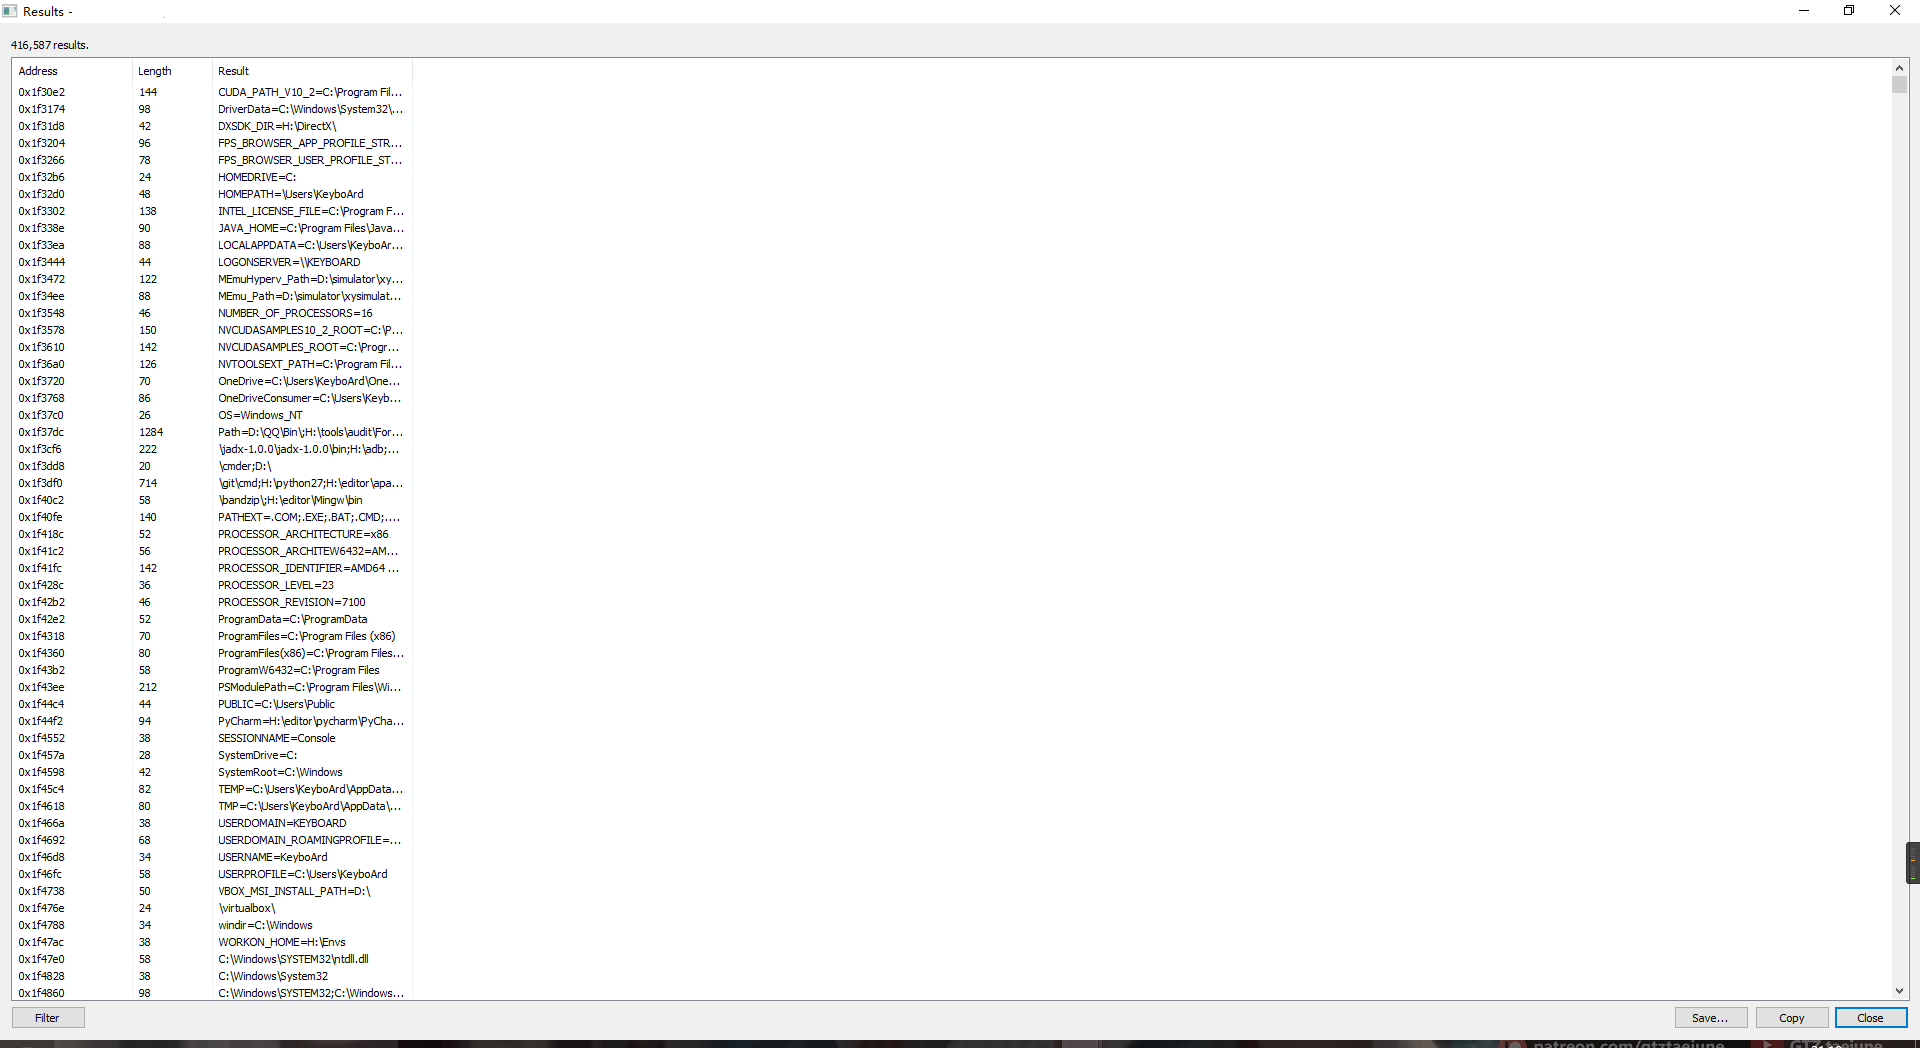 Results -
416,587 results.
Address Length Result
0x1f30e2 144 CUDA_PATH_V10_2=C:\Program Fil...
0x1f3174 98 DriverData=C:\Windows\System32\...
0x1f31d8 42 DXSDK_DIR=H:\DirectX\
0x1f3204 96 FPS_BROWSER_APP_PROFILE_STR...
0x1f3266 78 FPS_BROWSER_USER_PROFILE_ST...
0x1f32b6 24 HOMEDRIVE=C:
0x1f32d0 48 HOMEPATH=\Users\KeyboArd
0x1f3302 138 INTEL_LICENSE_FILE=C:\Program F...
0x1f338e 90 JAVA_HOME=C:\Program Files\Java...
0x1f33ea 88 LOCALAPPDATA=C:\Users\KeyboAr...
0x1f3444 44 LOGONSERVER=\\KEYBOARD
0x1f3472 122 MEmuHyperv_Path=D:\simulator\xy...
0x1f34ee 88 MEmu_Path=D:\simulator\xysimulat...
0x1f3548 46 NUMBER_OF_PROCESSORS=16
0x1f3578 150 NVCUDASAMPLES10_2_ROOT=C:\P...
0x1f3610 142 NVCUDASAMPLES_ROOT=C:\Progr...
0x1f36a0 126 NVTOOLSEXT_PATH=C:\Program Fil...
0x1f3720 70 OneDrive=C:\Users\KeyboArd\One...
0x1f3768 86 OneDriveConsumer=C:\Users\Keyb...
0x1f37c0 26 OS=Windows_NT
0x1f37dc 1284 Path=D:\QQ\Bin\;H:\tools\audit\For...
0x1f3cf6 222 \jadx-1.0.0\jadx-1.0.0\bin;H:\adb;...
0x1f3dd8 20 \cmder;D:\
0x1f3df0 714 \git\cmd;H:\python27;H:\editor\apa...
0x1f40c2 58 \bandzip\;H:\editor\Mingw\bin
0x1f40fe 140 PATHEXT=.COM;.EXE;.BAT;.CMD;....
0x1f418c 52 PROCESSOR_ARCHITECTURE=x86
0x1f41c2 56 PROCESSOR_ARCHITEW6432=AM...
0x1f41fc 142 PROCESSOR_IDENTIFIER=AMD64 ...
0x1f428c 36 PROCESSOR_LEVEL=23
0x1f42b2 46 PROCESSOR_REVISION=7100
0x1f42e2 52 ProgramData=C:\ProgramData
0x1f4318 70 ProgramFiles=C:\Program Files (x86)
0x1f4360 80 ProgramFiles(x86)=C:\Program Files...
0x1f43b2 58 ProgramW6432=C:\Program Files
0x1f43ee 212 PSModulePath=C:\Program Files\Wi...
0x1f44c4 44 PUBLIC=C:\Users\Public
0x1f44f2 94 PyCharm=H:\editor\pycharm\PyCha...
0x1f4552 38 SESSIONNAME=Console
0x1f457a 28 SystemDrive=C:
0x1f4598 42 SystemRoot=C:\Windows
0x1f45c4 82 TEMP=C:\Users\KeyboArd\AppData...
0x1f4618 80 TMP=C:\Users\KeyboArd\AppData\...
0x1f466a 38 USERDOMAIN=KEYBOARD
0x1f4692 68 USERDOMAIN_ROAMINGPROFILE=...
0x1f46d8 34 USERNAME=KeyboArd
0x1f46fc 58 USERPROFILE=C:\Users\KeyboArd
0x1f4738 50 VBOX_MSI_INSTALL_PATH=D:\
0x1f476e 24 \virtualbox\
0x1f4788 34 windir=C:\Windows
0x1f47ac 38 WORKON_HOME=H:\Envs
0x1f47e0 58 C:\Windows\SYSTEM32\ntdll.dll
0x1f4828 38 C:\Windows\System32
0x1f4860 98 C:\Windows\SYSTEM32;C:\Windows...
Filter Save... Copy Close
patreon.com/gtztaejune